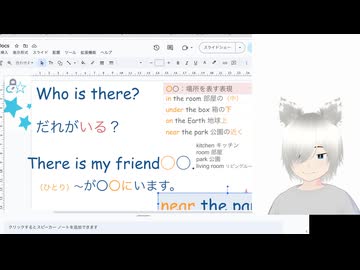 Docs
表示形式 スライド 配置 ツール 拡張機能 ヘルプ
スライドショー
Who is there?
だれがいる？
There is my friend〇〇.
（ひとり）〜が〇〇にいます。
〇〇：場所を表す表現
in the room 部屋の（中）
under the box 箱の下
on the Earth 地球上
near the park 公園の近く
kitchen キッチン
room 部屋
park 公園
living room リビングルーム
near the par
クリックするとスピーカー ノートを追加できます